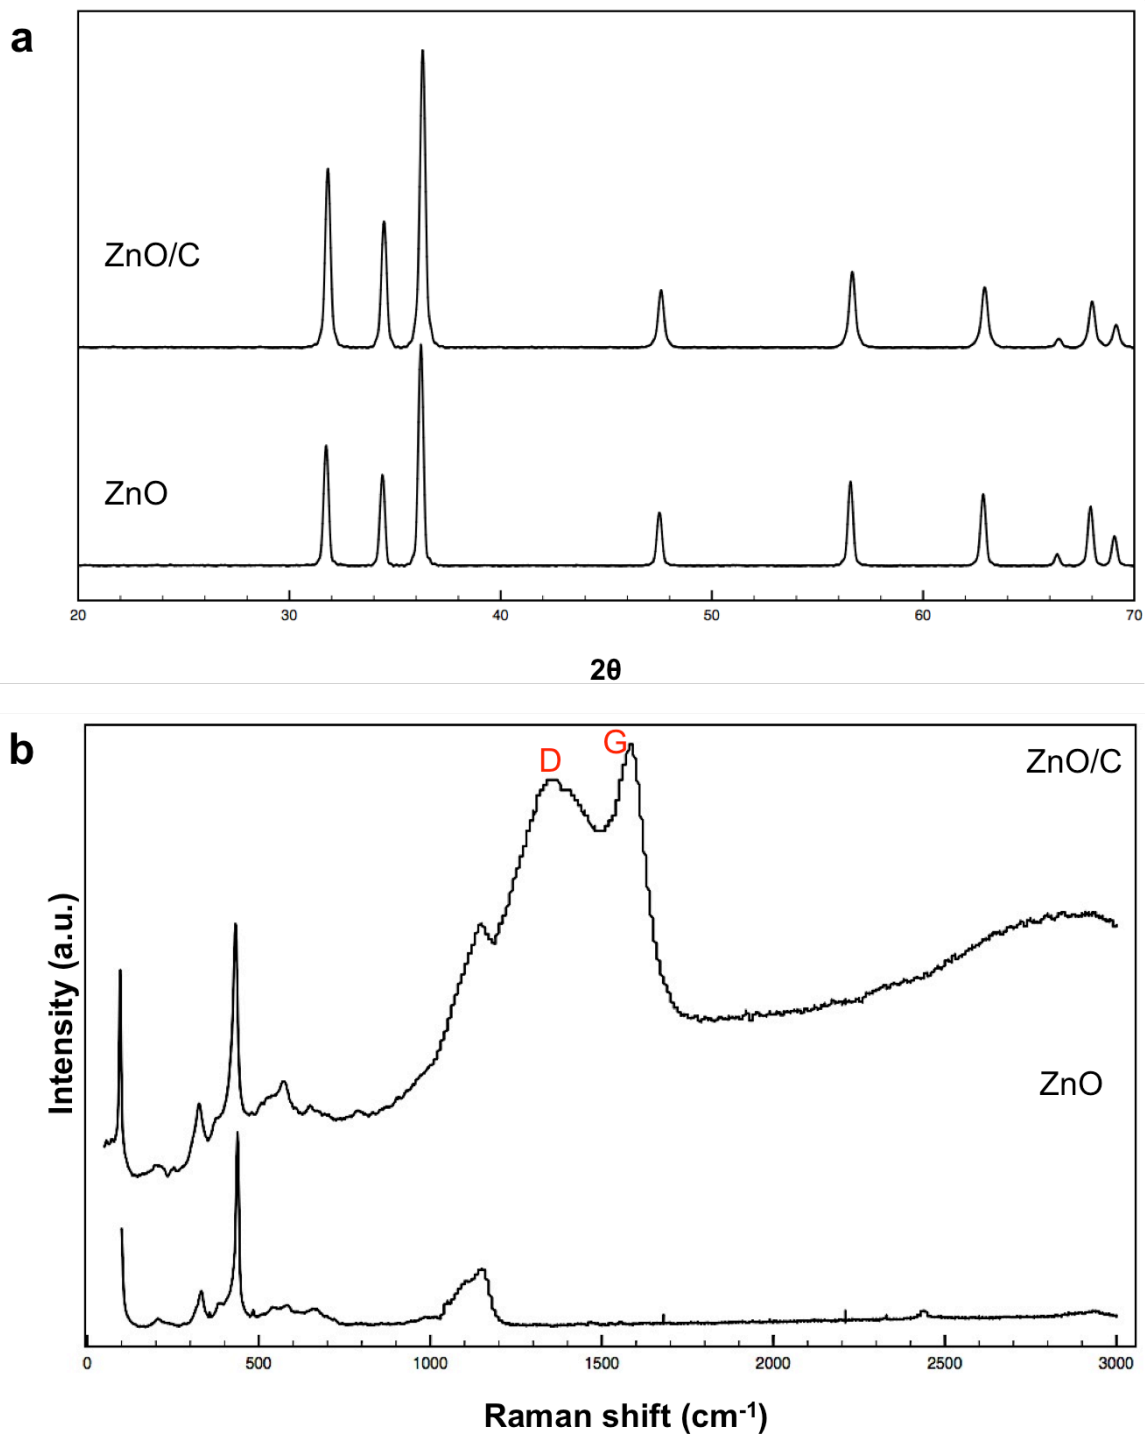 a
ZnO/C
ZnO
20 30 40 50 60 70
2θ
b
D
G
ZnO/C
ZnO
Intensity (a.u.)
0 500 1000 1500 2000 2500 3000
Raman shift (cm⁻¹)